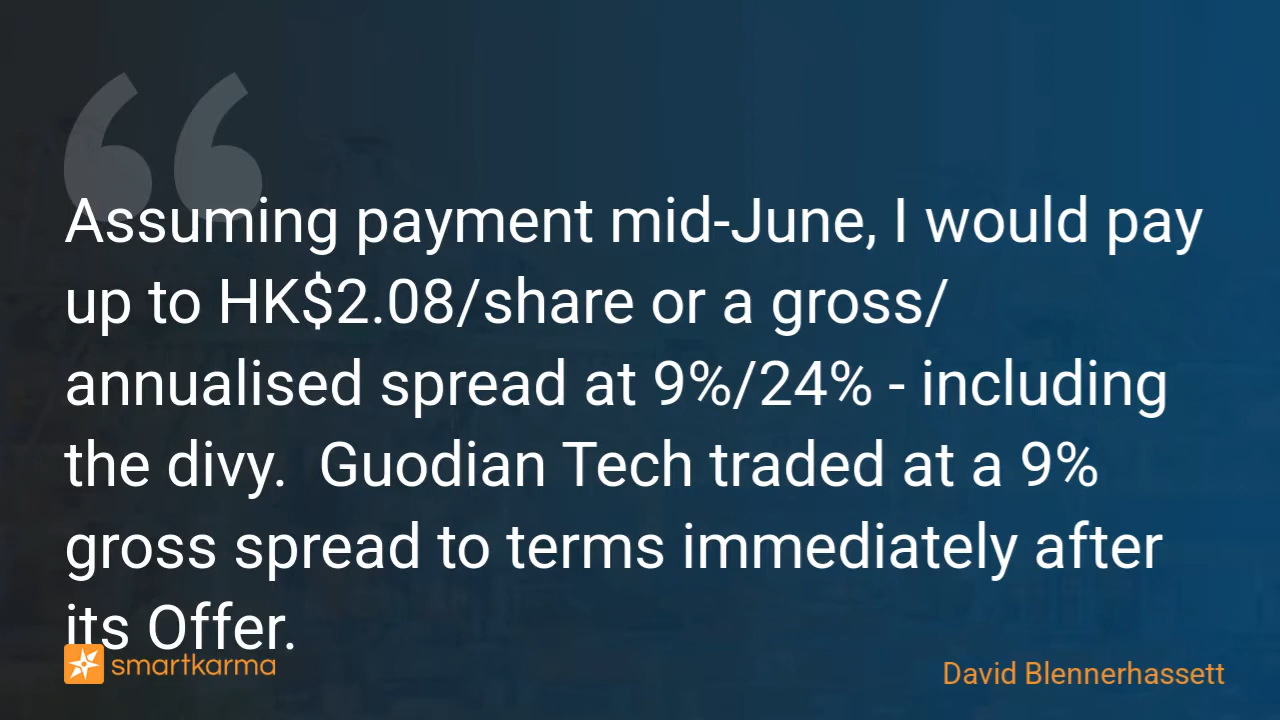 “
Assuming payment mid-June, I would pay
up to HK$2.08/share or a gross/
annualised spread at 9%/24% - including
the divy.  Guodian Tech traded at a 9%
gross spread to terms immediately after
its Offer.
smartkarma
David Blennerhassett